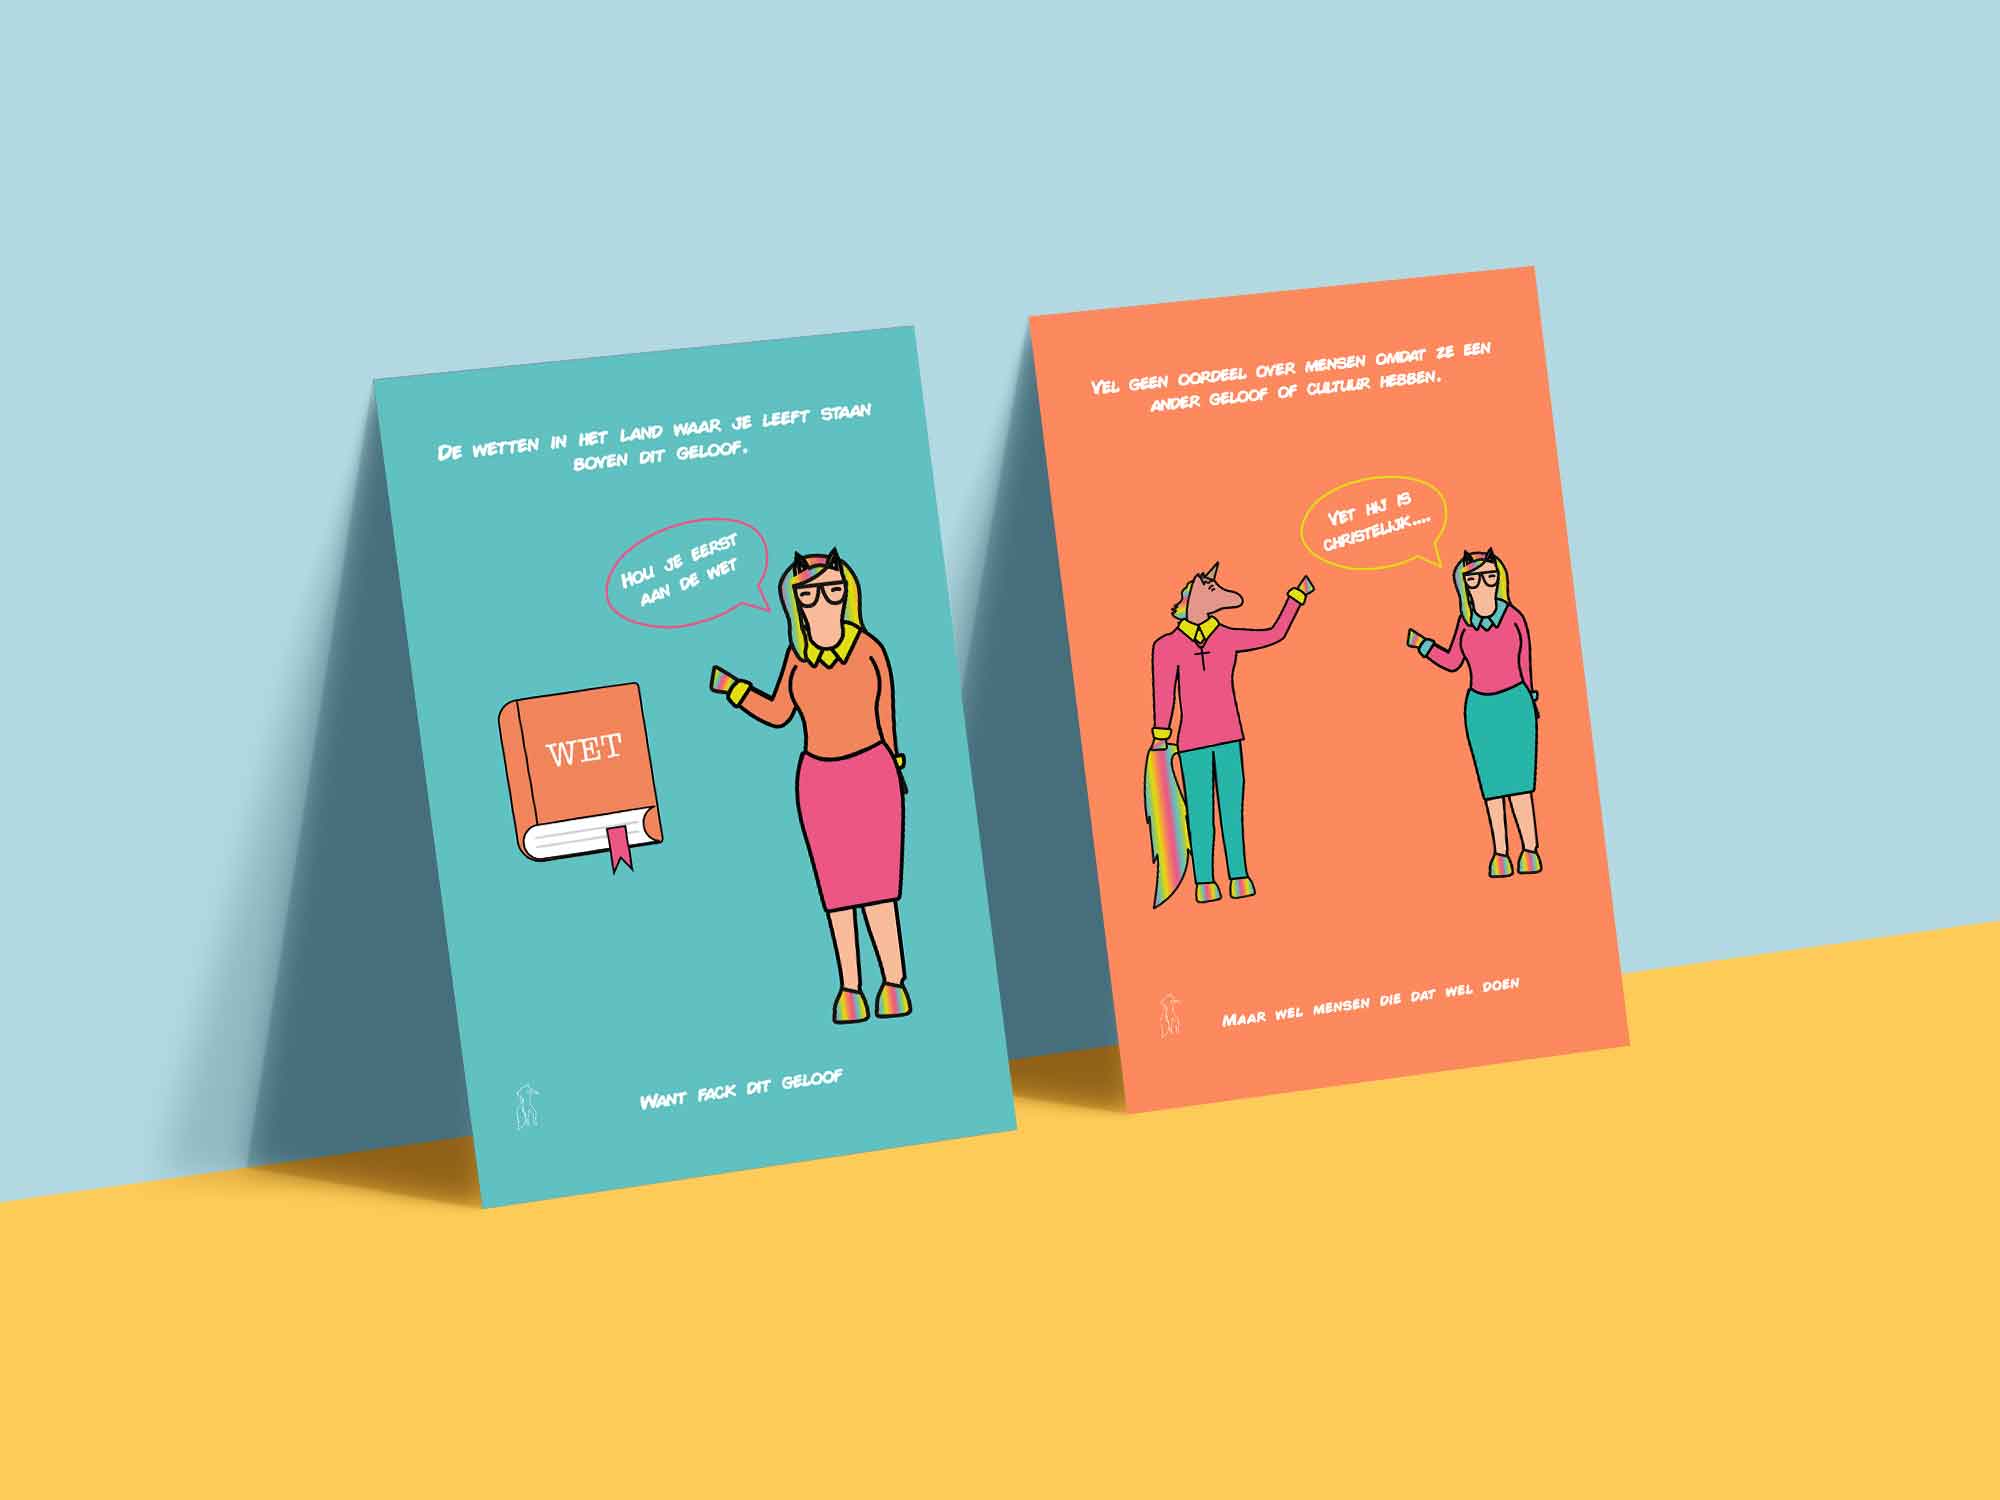 De wetten in het land waar je leeft staan
boven dit geloof.
Hou je eerst
aan de wet
WET
Want fack dit geloof
Vel geen oordeel over mensen omdat ze een
ander geloof of cultuur hebben.
Vet hij is
christelijk....
Maar wel mensen die dat wel doen